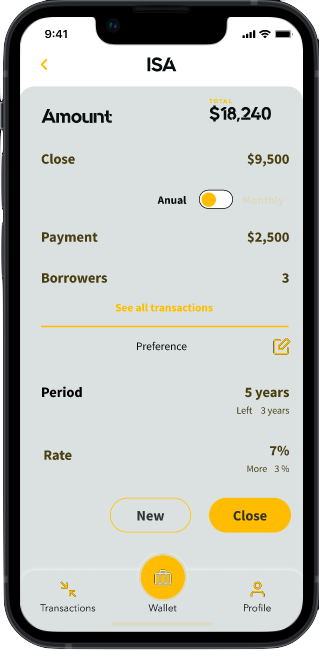 9:41
ISA
TOTAL
Amount $18,240
Close $9,500
Anual Monthly
Payment $2,500
Borrowers 3
See all transactions
Preference
Period 5 years
Left 3 years
Rate 7%
More 3 %
New Close
Transactions Wallet Profile